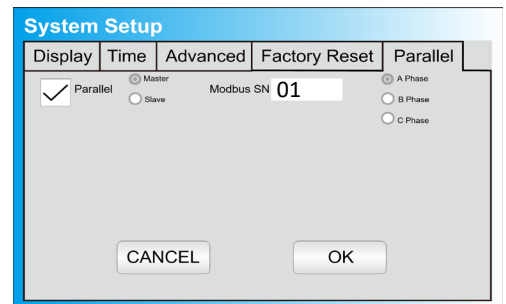 System Setup
Display Time Advanced Factory Reset Parallel
Parallel
Master
Slave
Modbus SN 01
A Phase
B Phase
C Phase
CANCEL OK